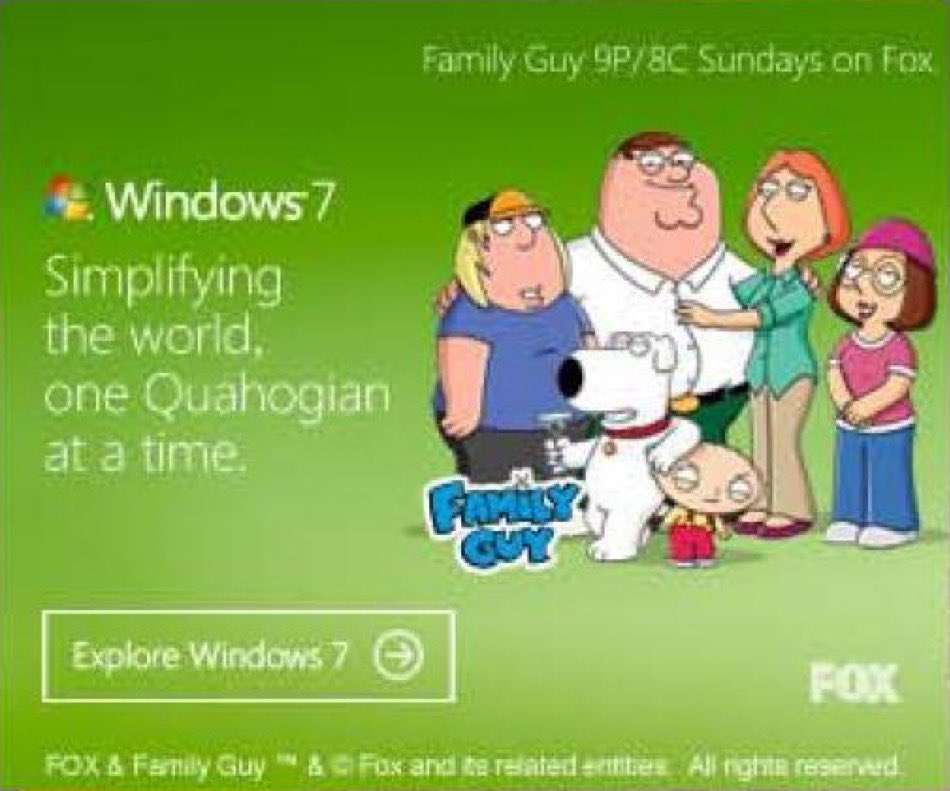 Family Guy 9P/8C Sundays on Fox
Windows 7
Simplifying
the world,
one Quahogian
at a time.
FAMILY
GUY
Explore Windows 7
FOX
FOX & Family Guy ™ & © Fox and its related entities. All rights reserved.